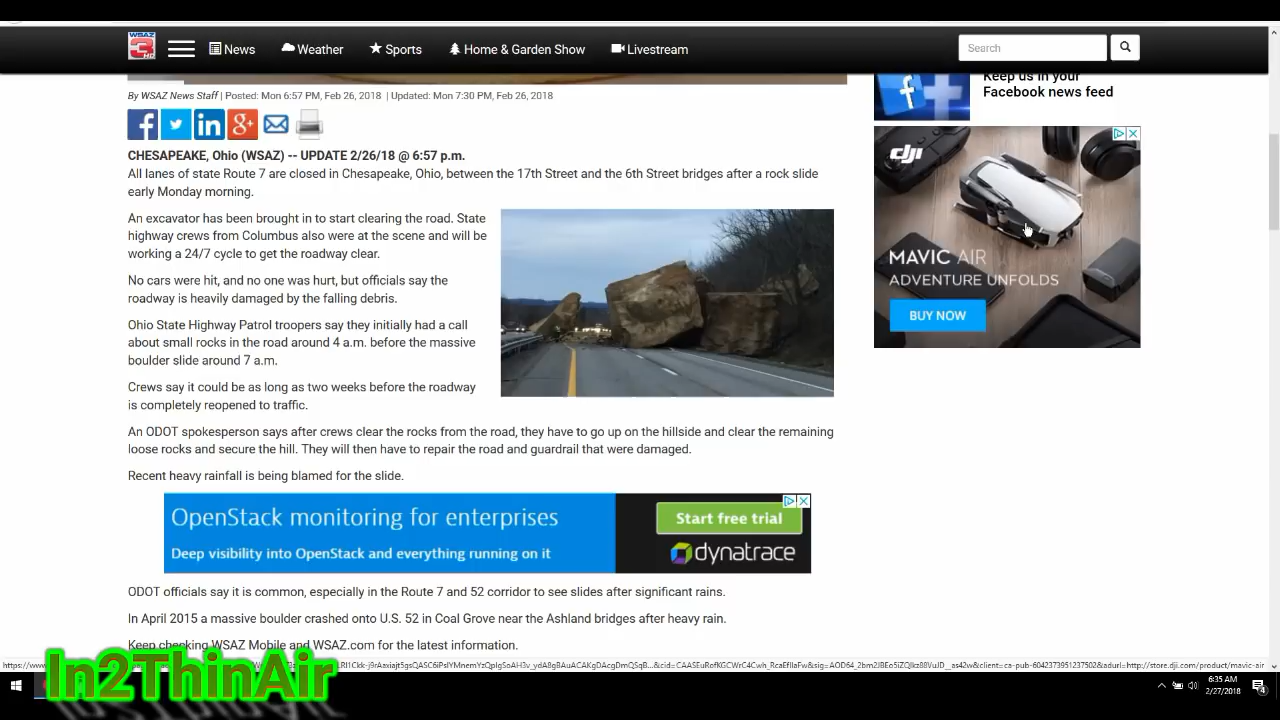 WSAZ
3 HD
News
Weather
Sports
Home & Garden Show
Livestream
Search
Keep us in your
Facebook news feed
By WSAZ News Staff | Posted: Mon 6:57 PM, Feb 26, 2018 | Updated: Mon 7:30 PM, Feb 26, 2018
CHESAPEAKE, Ohio (WSAZ) -- UPDATE 2/26/18 @ 6:57 p.m.
All lanes of state Route 7 are closed in Chesapeake, Ohio, between the 17th Street and the 6th Street bridges after a rock slide
early Monday morning.
An excavator has been brought in to start clearing the road. State
highway crews from Columbus also were at the scene and will be
working a 24/7 cycle to get the roadway clear.
No cars were hit, and no one was hurt, but officials say the
roadway is heavily damaged by the falling debris.
Ohio State Highway Patrol troopers say they initially had a call
about small rocks in the road around 4 a.m. before the massive
boulder slide around 7 a.m.
Crews say it could be as long as two weeks before the roadway
is completely reopened to traffic.
An ODOT spokesperson says after crews clear the rocks from the road, they have to go up on the hillside and clear the remaining
loose rocks and secure the hill. They will then have to repair the road and guardrail that were damaged.
Recent heavy rainfall is being blamed for the slide.
dji
MAVIC AIR
ADVENTURE UNFOLDS
BUY NOW
OpenStack monitoring for enterprises
Deep visibility into OpenStack and everything running on it
Start free trial
dynatrace
ODOT officials say it is common, especially in the Route 7 and 52 corridor to see slides after significant rains.
In April 2015 a massive boulder crashed onto U.S. 52 in Coal Grove near the Ashland bridges after heavy rain.
Keep checking WSAZ Mobile and WSAZ.com for the latest information.
In2ThinAir
6:35 AM
2/27/2018